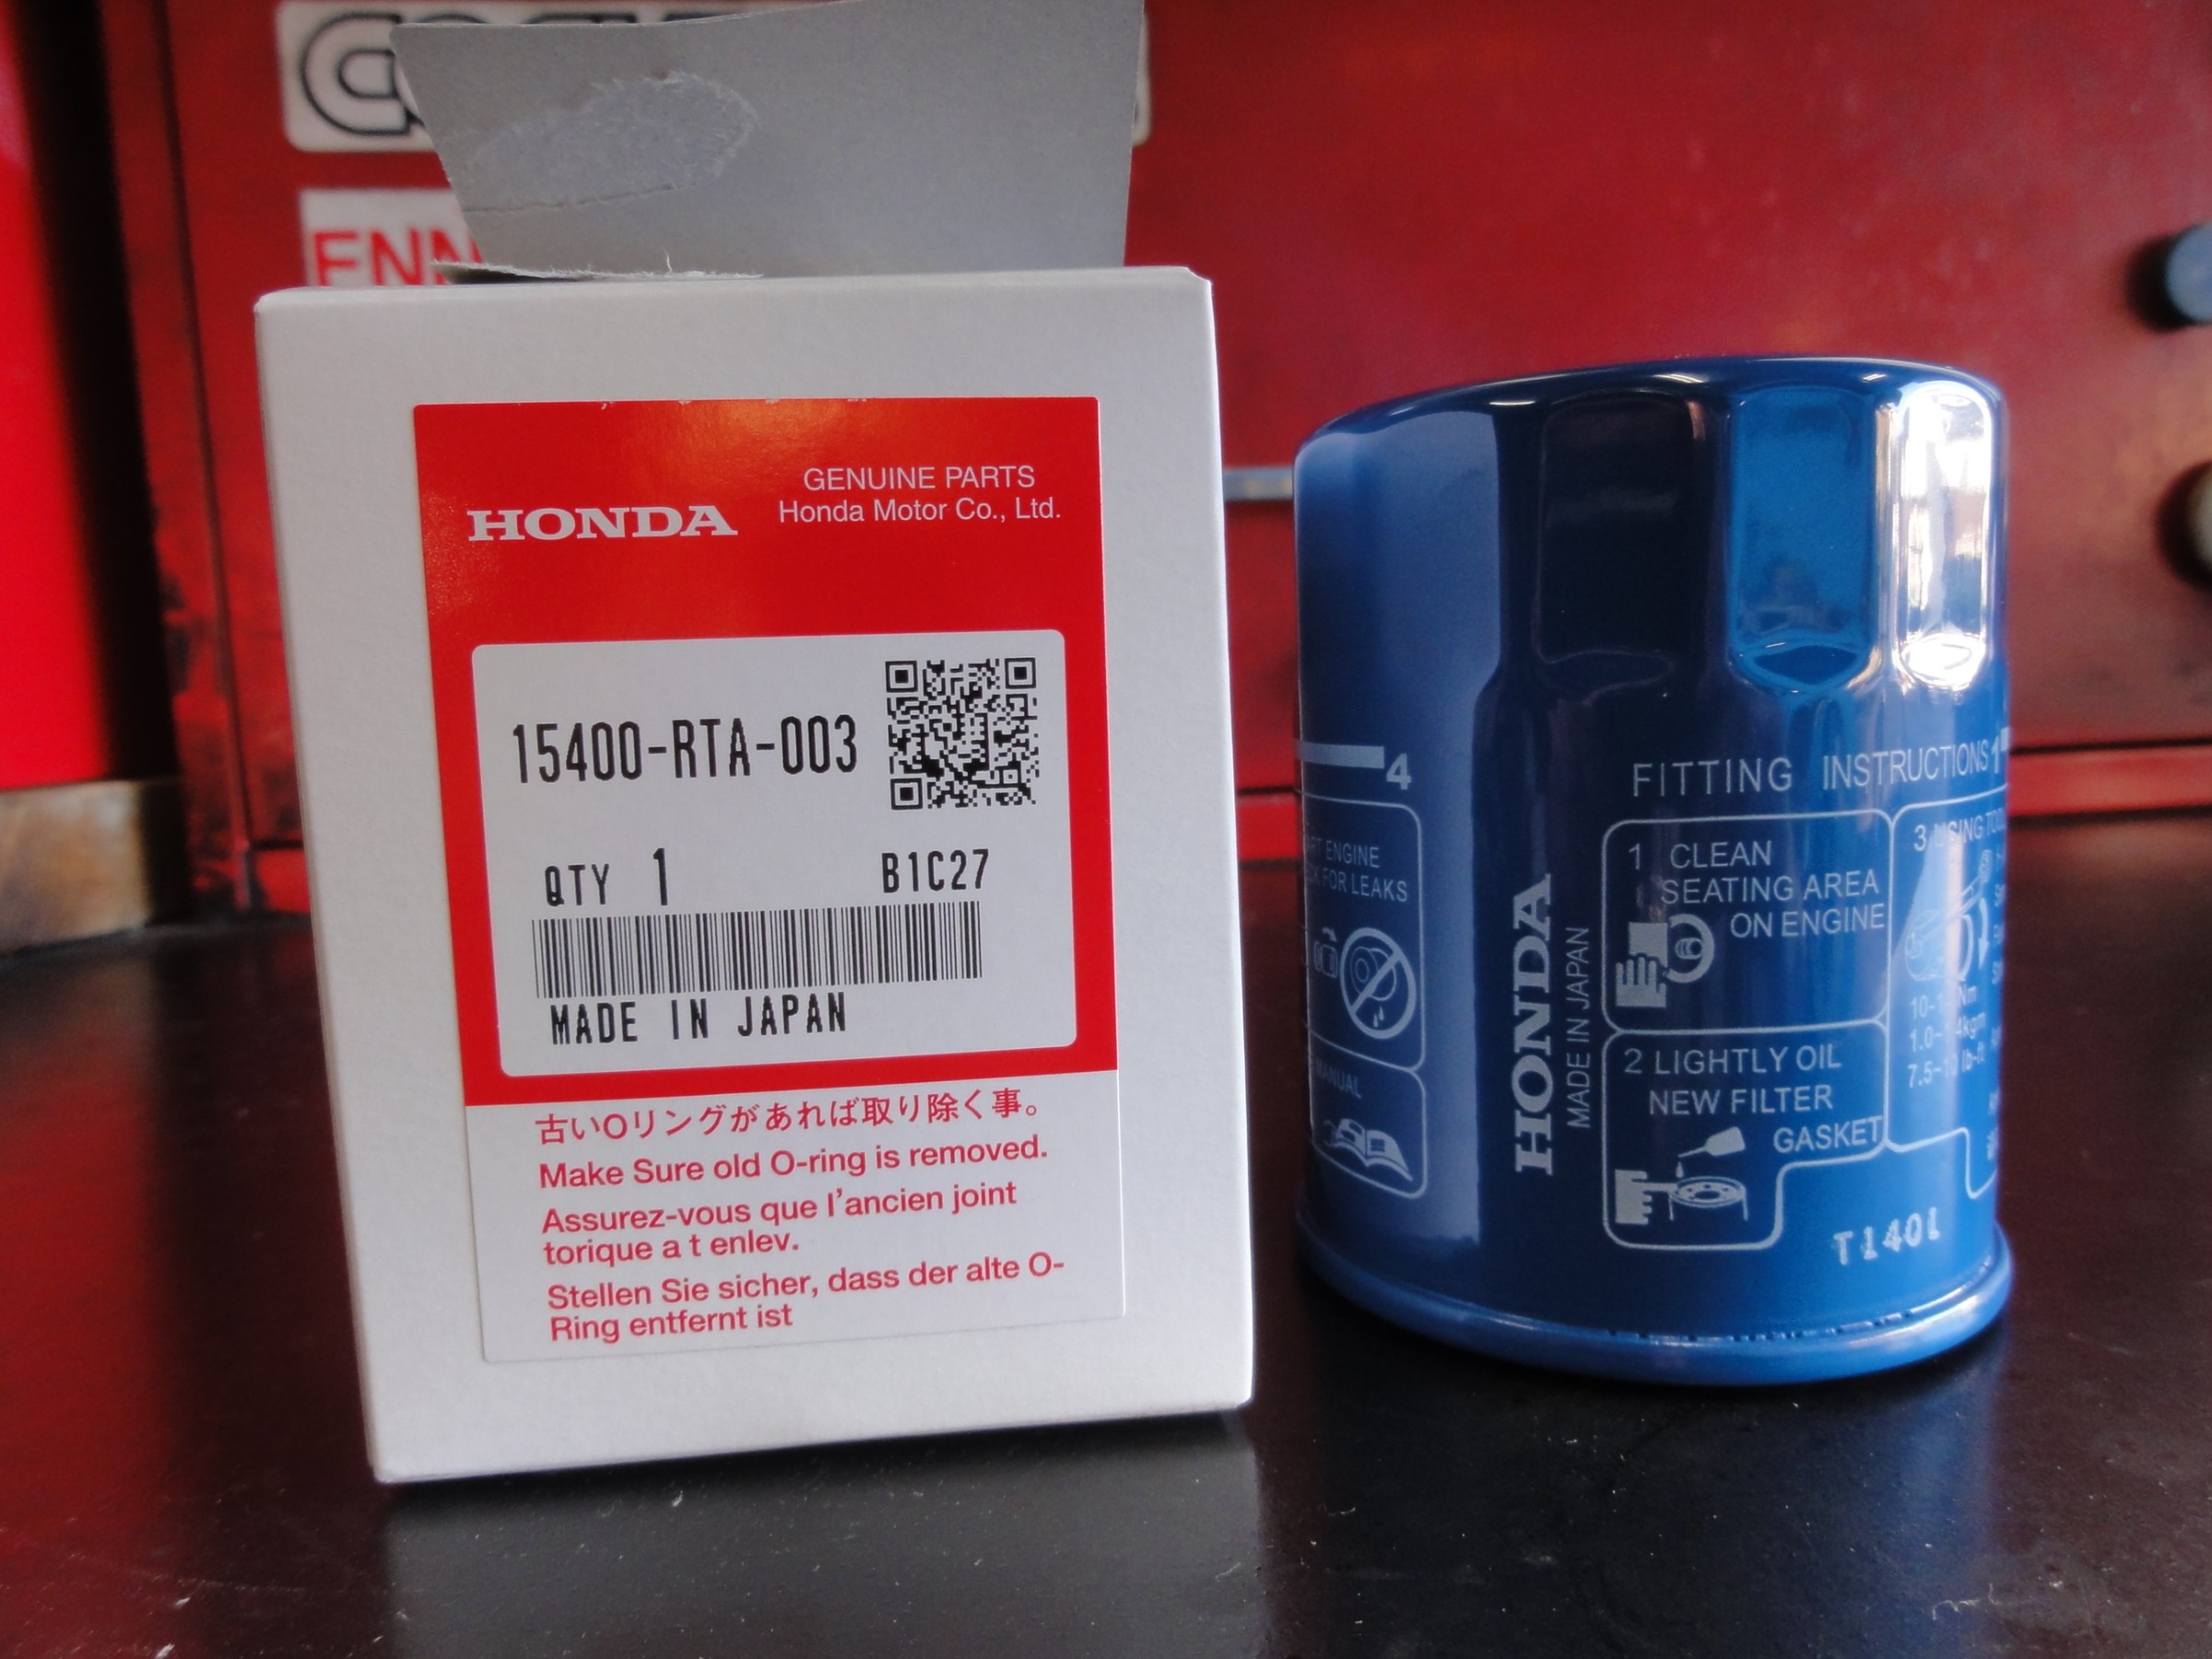 HONDA
GENUINE PARTS
Honda Motor Co., Ltd.
15400-RTA-003
QTY 1
B1C27
MADE IN JAPAN
古いOリングがあれば取り除く事。
Make Sure old O-ring is removed.
Assurez-vous que l'ancien joint
torique a t enlev.
Stellen Sie sicher, dass der alte O-
Ring entfernt ist
4
ENGINE
FOR LEAKS
MANUAL
HONDA
MADE IN JAPAN
FITTING INSTRUCTIONS
1 CLEAN
SEATING AREA
ON ENGINE
2 LIGHTLY OIL
NEW FILTER
GASKET
3 USING
T1401